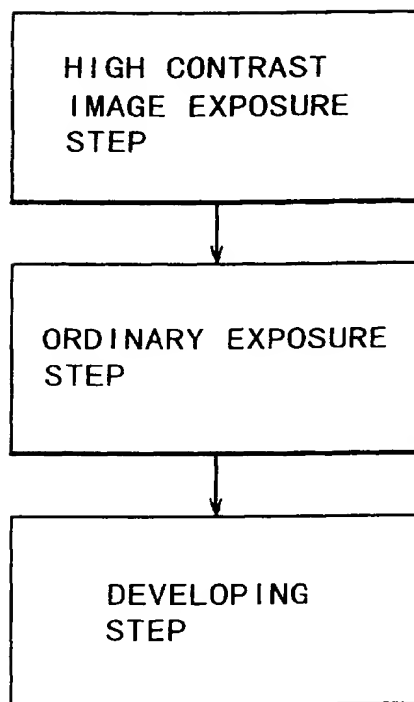 HIGH CONTRAST
IMAGE EXPOSURE
STEP
ORDINARY EXPOSURE
STEP
DEVELOPING
STEP